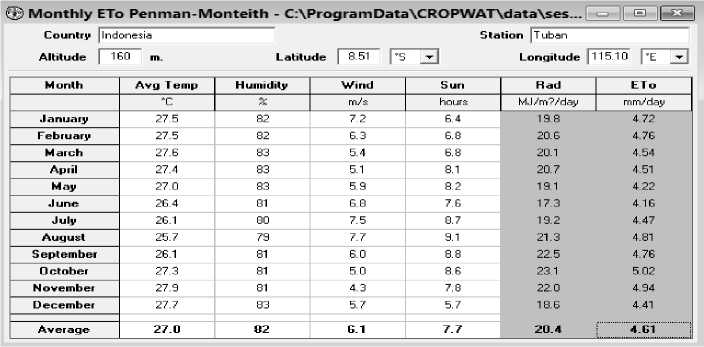 Monthly ETo Penman-Monteith - C:\ProgramData\CROPWAT\data\ses...
Country Indonesia Station Tuban
Altitude 160 m. Latitude 8.51 °S Longitude 115.10 °E
Month Avg Temp Humidity Wind Sun Rad ETo
°C % m/s hours MJ/m²/day mm/day
January 27.5 82 7.2 6.4 19.8 4.72
February 27.5 82 6.3 6.8 20.6 4.76
March 27.6 83 5.4 6.8 20.1 4.54
April 27.4 83 5.1 8.1 20.7 4.51
May 27.0 83 5.9 8.2 19.1 4.22
June 26.4 81 6.8 7.6 17.3 4.16
July 26.1 80 7.5 8.7 19.2 4.47
August 25.7 79 7.7 9.1 21.3 4.81
September 26.1 81 6.0 8.8 22.5 4.76
October 27.3 81 5.0 8.6 23.1 5.02
November 27.9 81 4.3 7.8 22.0 4.94
December 27.7 83 5.7 5.7 18.6 4.41
Average 27.0 82 6.1 7.7 20.4 4.61